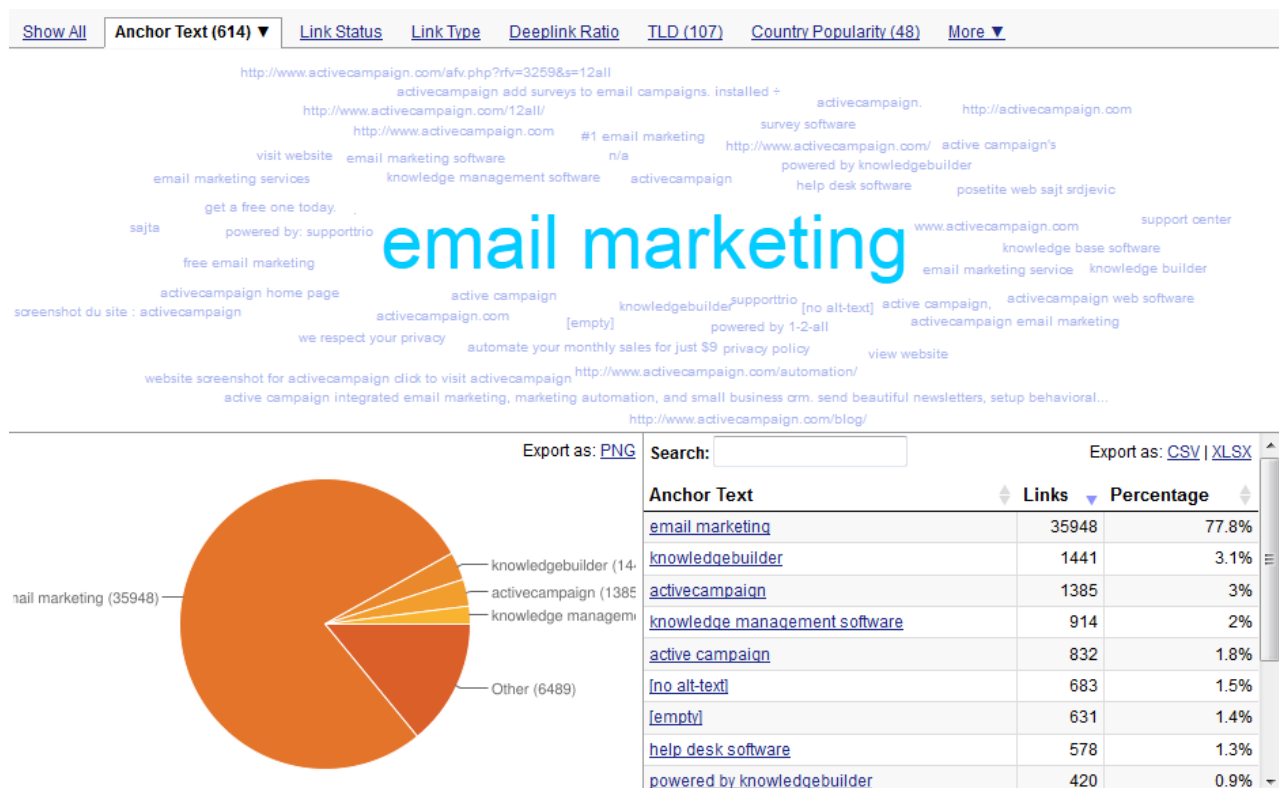 Show All Anchor Text (614) ▼ Link Status Link Type Deeplink Ratio TLD (107) Country Popularity (48) More ▼
http://www.activecampaign.com/afv.php?rfv=3259&s=12all
activecampaign add surveys to email campaigns. installed ÷
http://www.activecampaign.com/12all/
activecampaign.
http://activecampaign.com
http://www.activecampaign.com
#1 email marketing
survey software
http://www.activecampaign.com/
active campaign's
visit website
email marketing software
n/a
powered by knowledgebuilder
email marketing services
knowledge management software
activecampaign
help desk software
posetite web sajt srdjevic
get a free one today.
.
sajta
powered by: supporttrio
email marketing
www.activecampaign.com
support center
knowledge base software
free email marketing
email marketing service
knowledge builder
activecampaign home page
active campaign
knowledgebuilder
supporttrio
[no alt-text]
active campaign,
activecampaign web software
screenshot du site : activecampaign
activecampaign.com
[empty]
powered by 1-2-all
activecampaign email marketing
we respect your privacy
automate your monthly sales for just $9
privacy policy
view website
website screenshot for activecampaign click to visit activecampaign
http://www.activecampaign.com/automation/
active campaign integrated email marketing, marketing automation, and small business crm. send beautiful newsletters, setup behavioral...
http://www.activecampaign.com/blog/
Export as: PNG
knowledgebuilder (14
activecampaign (1385
knowledge managem
ail marketing (35948)
Other (6489)
Search: Export as: CSV | XLSX
Anchor Text Links Percentage
email marketing 35948 77.8%
knowledgebuilder 1441 3.1%
activecampaign 1385 3%
knowledge management software 914 2%
active campaign 832 1.8%
[no alt-text] 683 1.5%
[empty] 631 1.4%
help desk software 578 1.3%
powered by knowledgebuilder 420 0.9%